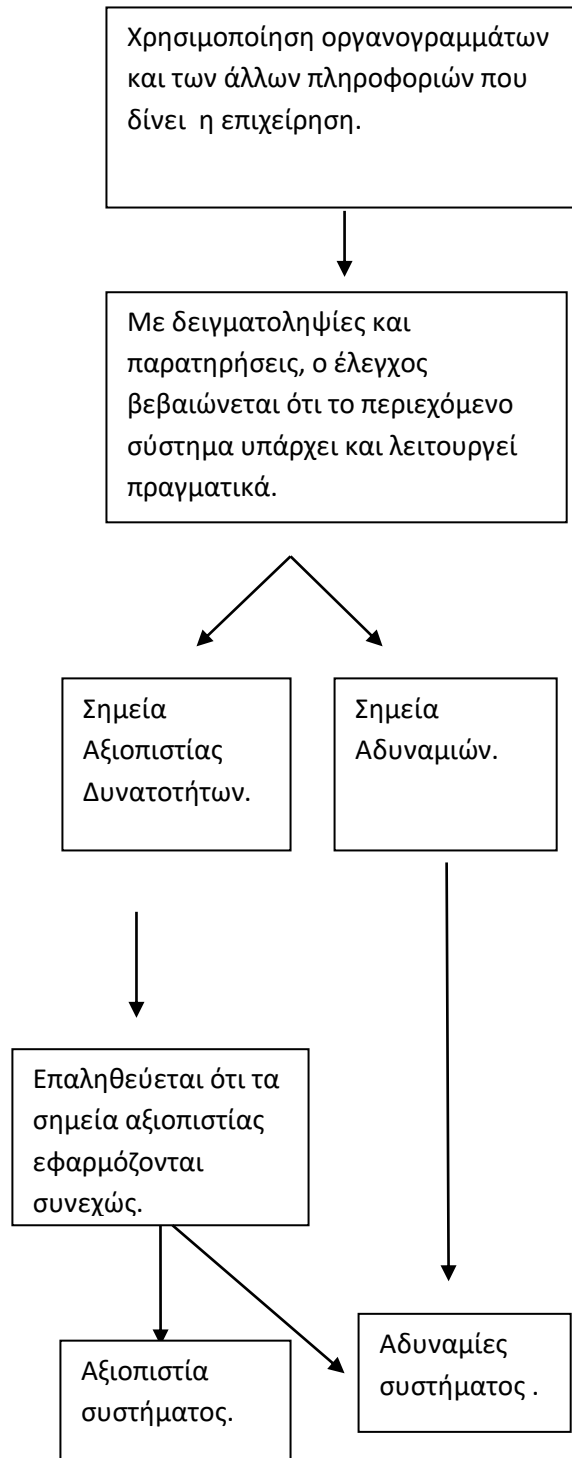 Χρησιμοποίηση οργανογραμμάτων
και των άλλων πληροφοριών που
δίνει η επιχείρηση.
Με δειγματοληψίες και
παρατηρήσεις, ο έλεγχος
βεβαιώνεται ότι το περιεχόμενο
σύστημα υπάρχει και λειτουργεί
πραγματικά.
Σημεία
Αξιοπιστίας
Δυνατοτήτων.
Σημεία
Αδυναμιών.
Επαληθεύεται ότι τα
σημεία αξιοπιστίας
εφαρμόζονται
συνεχώς.
Αξιοπιστία
συστήματος.
Αδυναμίες
συστήματος .